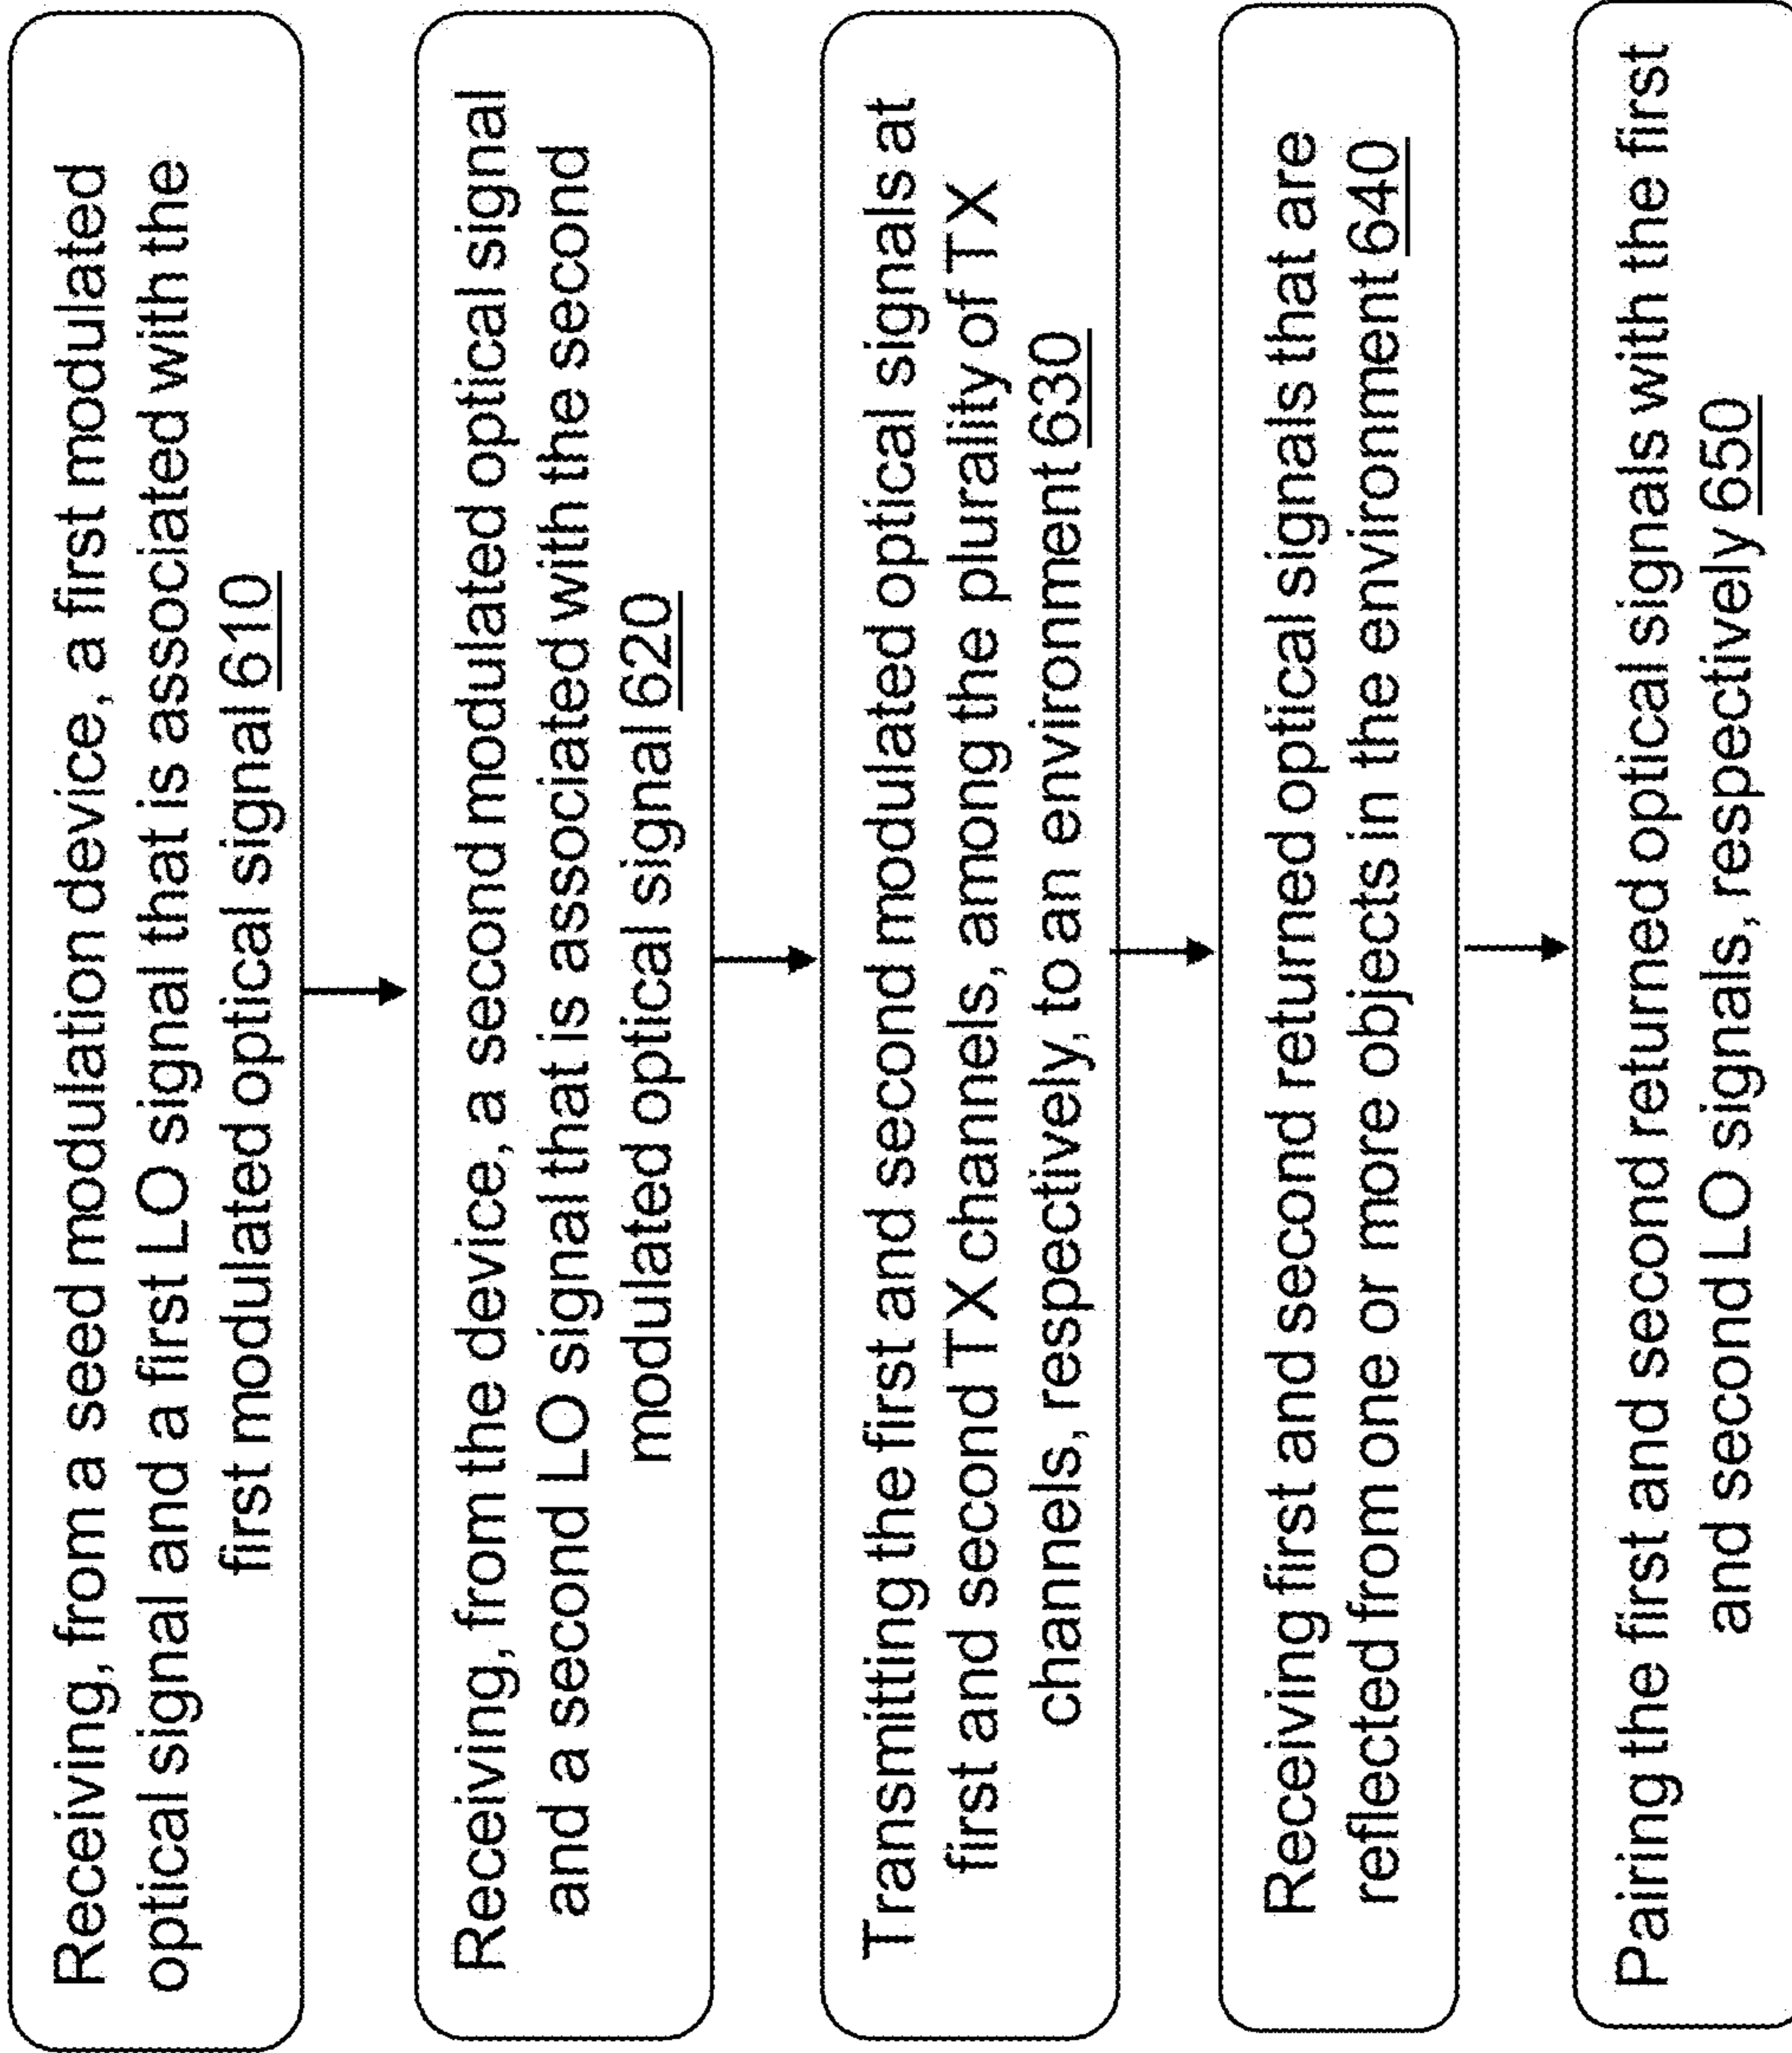 Receiving, from a seed modulation device, a first modulated
optical signal and a first LO signal that is associated with the
first modulated optical signal 610
Receiving, from the device, a second modulated optical signal
and a second LO signal that is associated with the second
modulated optical signal 620
Transmitting the first and second modulated optical signals at
first and second TX channels, among the plurality of TX
channels, respectively, to an environment 630
Receiving first and second returned optical signals that are
reflected from one or more objects in the environment 640
Pairing the first and second returned optical signals with the first
and second LO signals, respectively 650